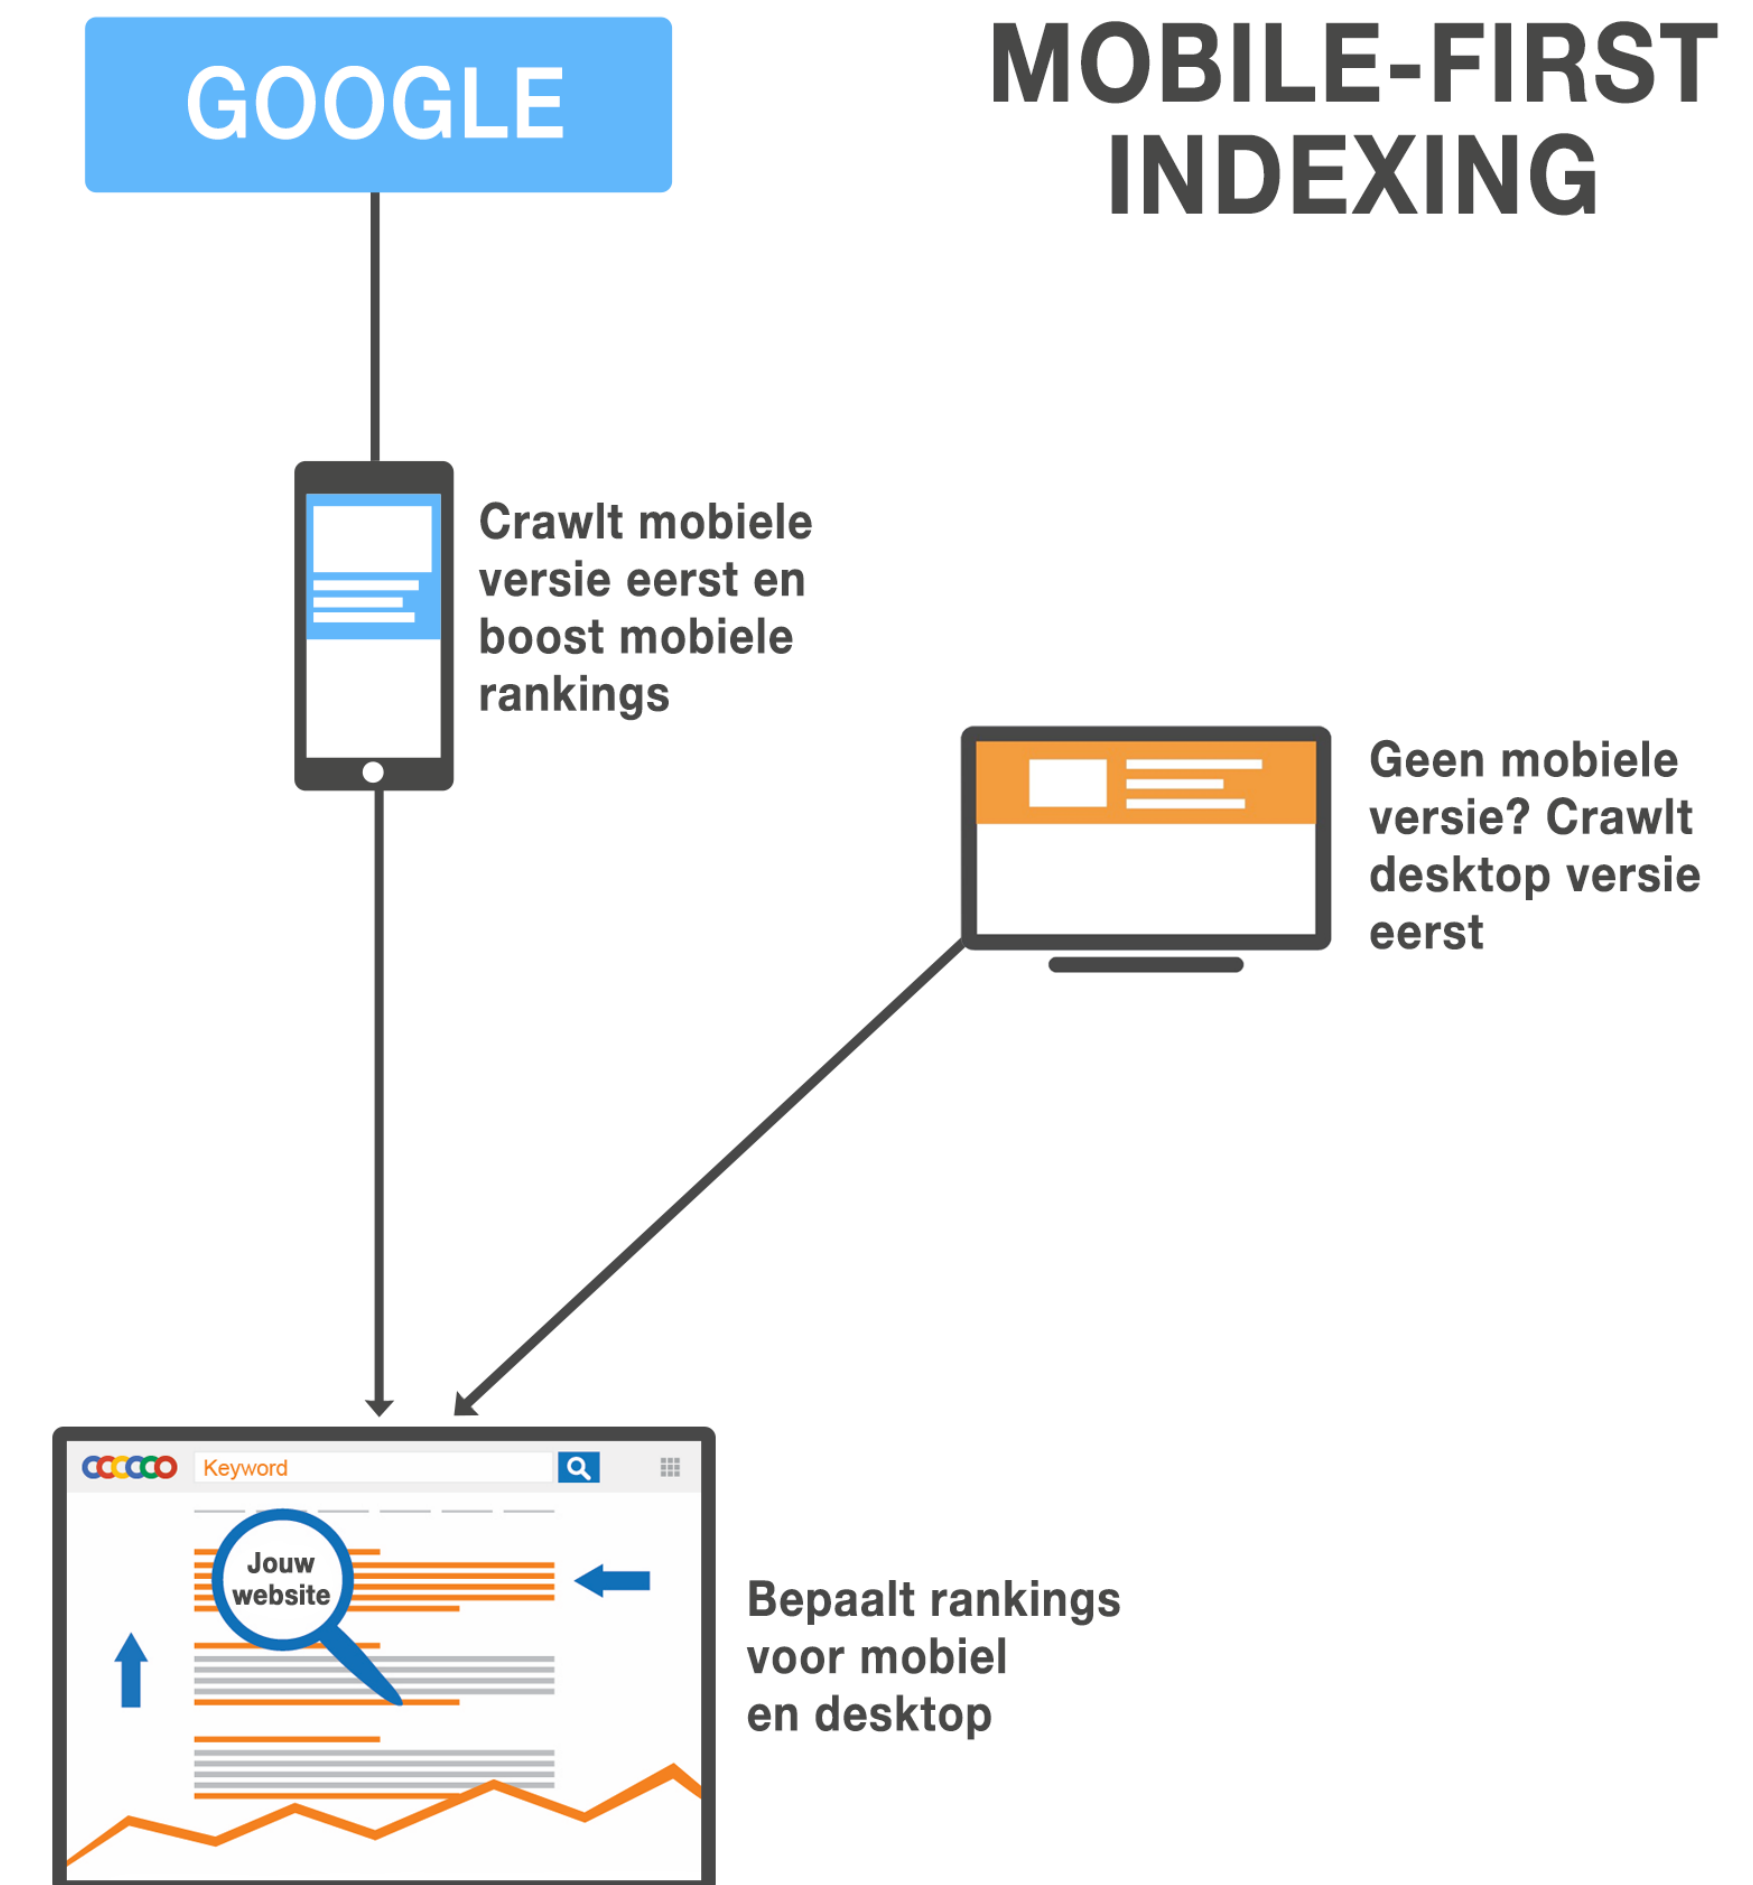 GOOGLE
MOBILE-FIRST
INDEXING
Crawlt mobiele
versie eerst en
boost mobiele
rankings
Geen mobiele
versie? Crawlt
desktop versie
eerst
Keyword
Jouw
website
Bepaalt rankings
voor mobiel
en desktop